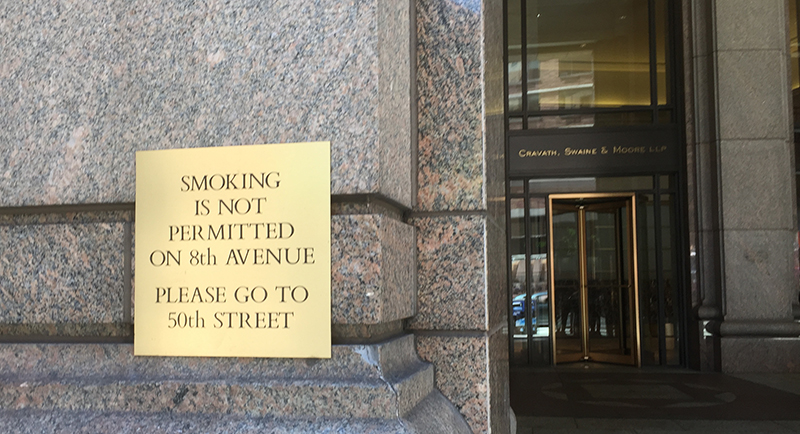 SMOKING
IS NOT
PERMITTED
ON 8th AVENUE
PLEASE GO TO
50th STREET
CRAVATH, SWAINE & MOORE LLP